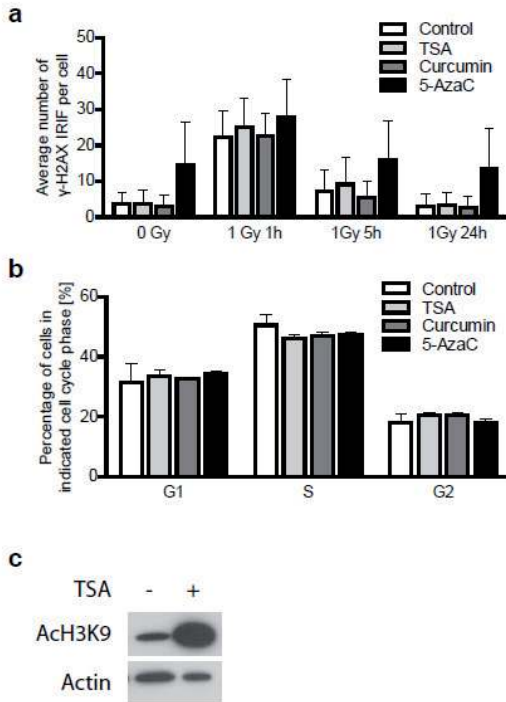 a
Average number of
γ-H2AX IRIF per cell
50
40
30
20
10
0
Control
TSA
Curcumin
5-AzaC
0 Gy
1 Gy 1h
1Gy 5h
1Gy 24h
b
Percentage of cells in
indicated cell cycle phase [%]
60
40
20
0
Control
TSA
Curcumin
5-AzaC
G1
S
G2
c
TSA - +
AcH3K9
Actin